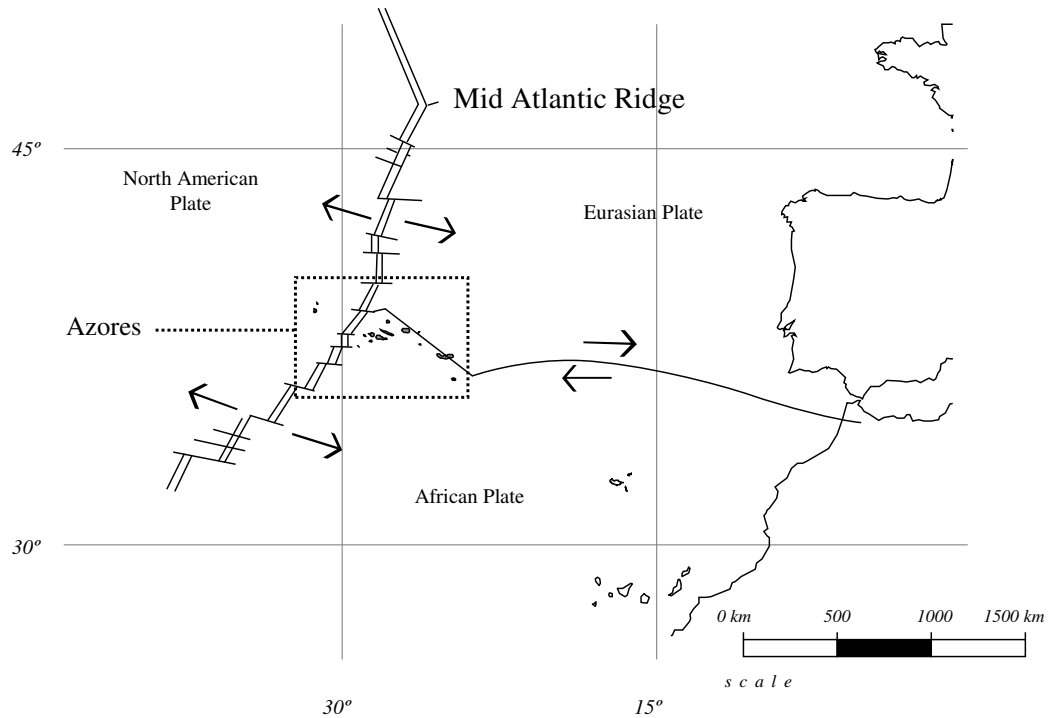 Mid Atlantic Ridge
45º
North American
Plate
Eurasian Plate
Azores
African Plate
30º
0 km 500 1000 1500 km
scale
30º 15º